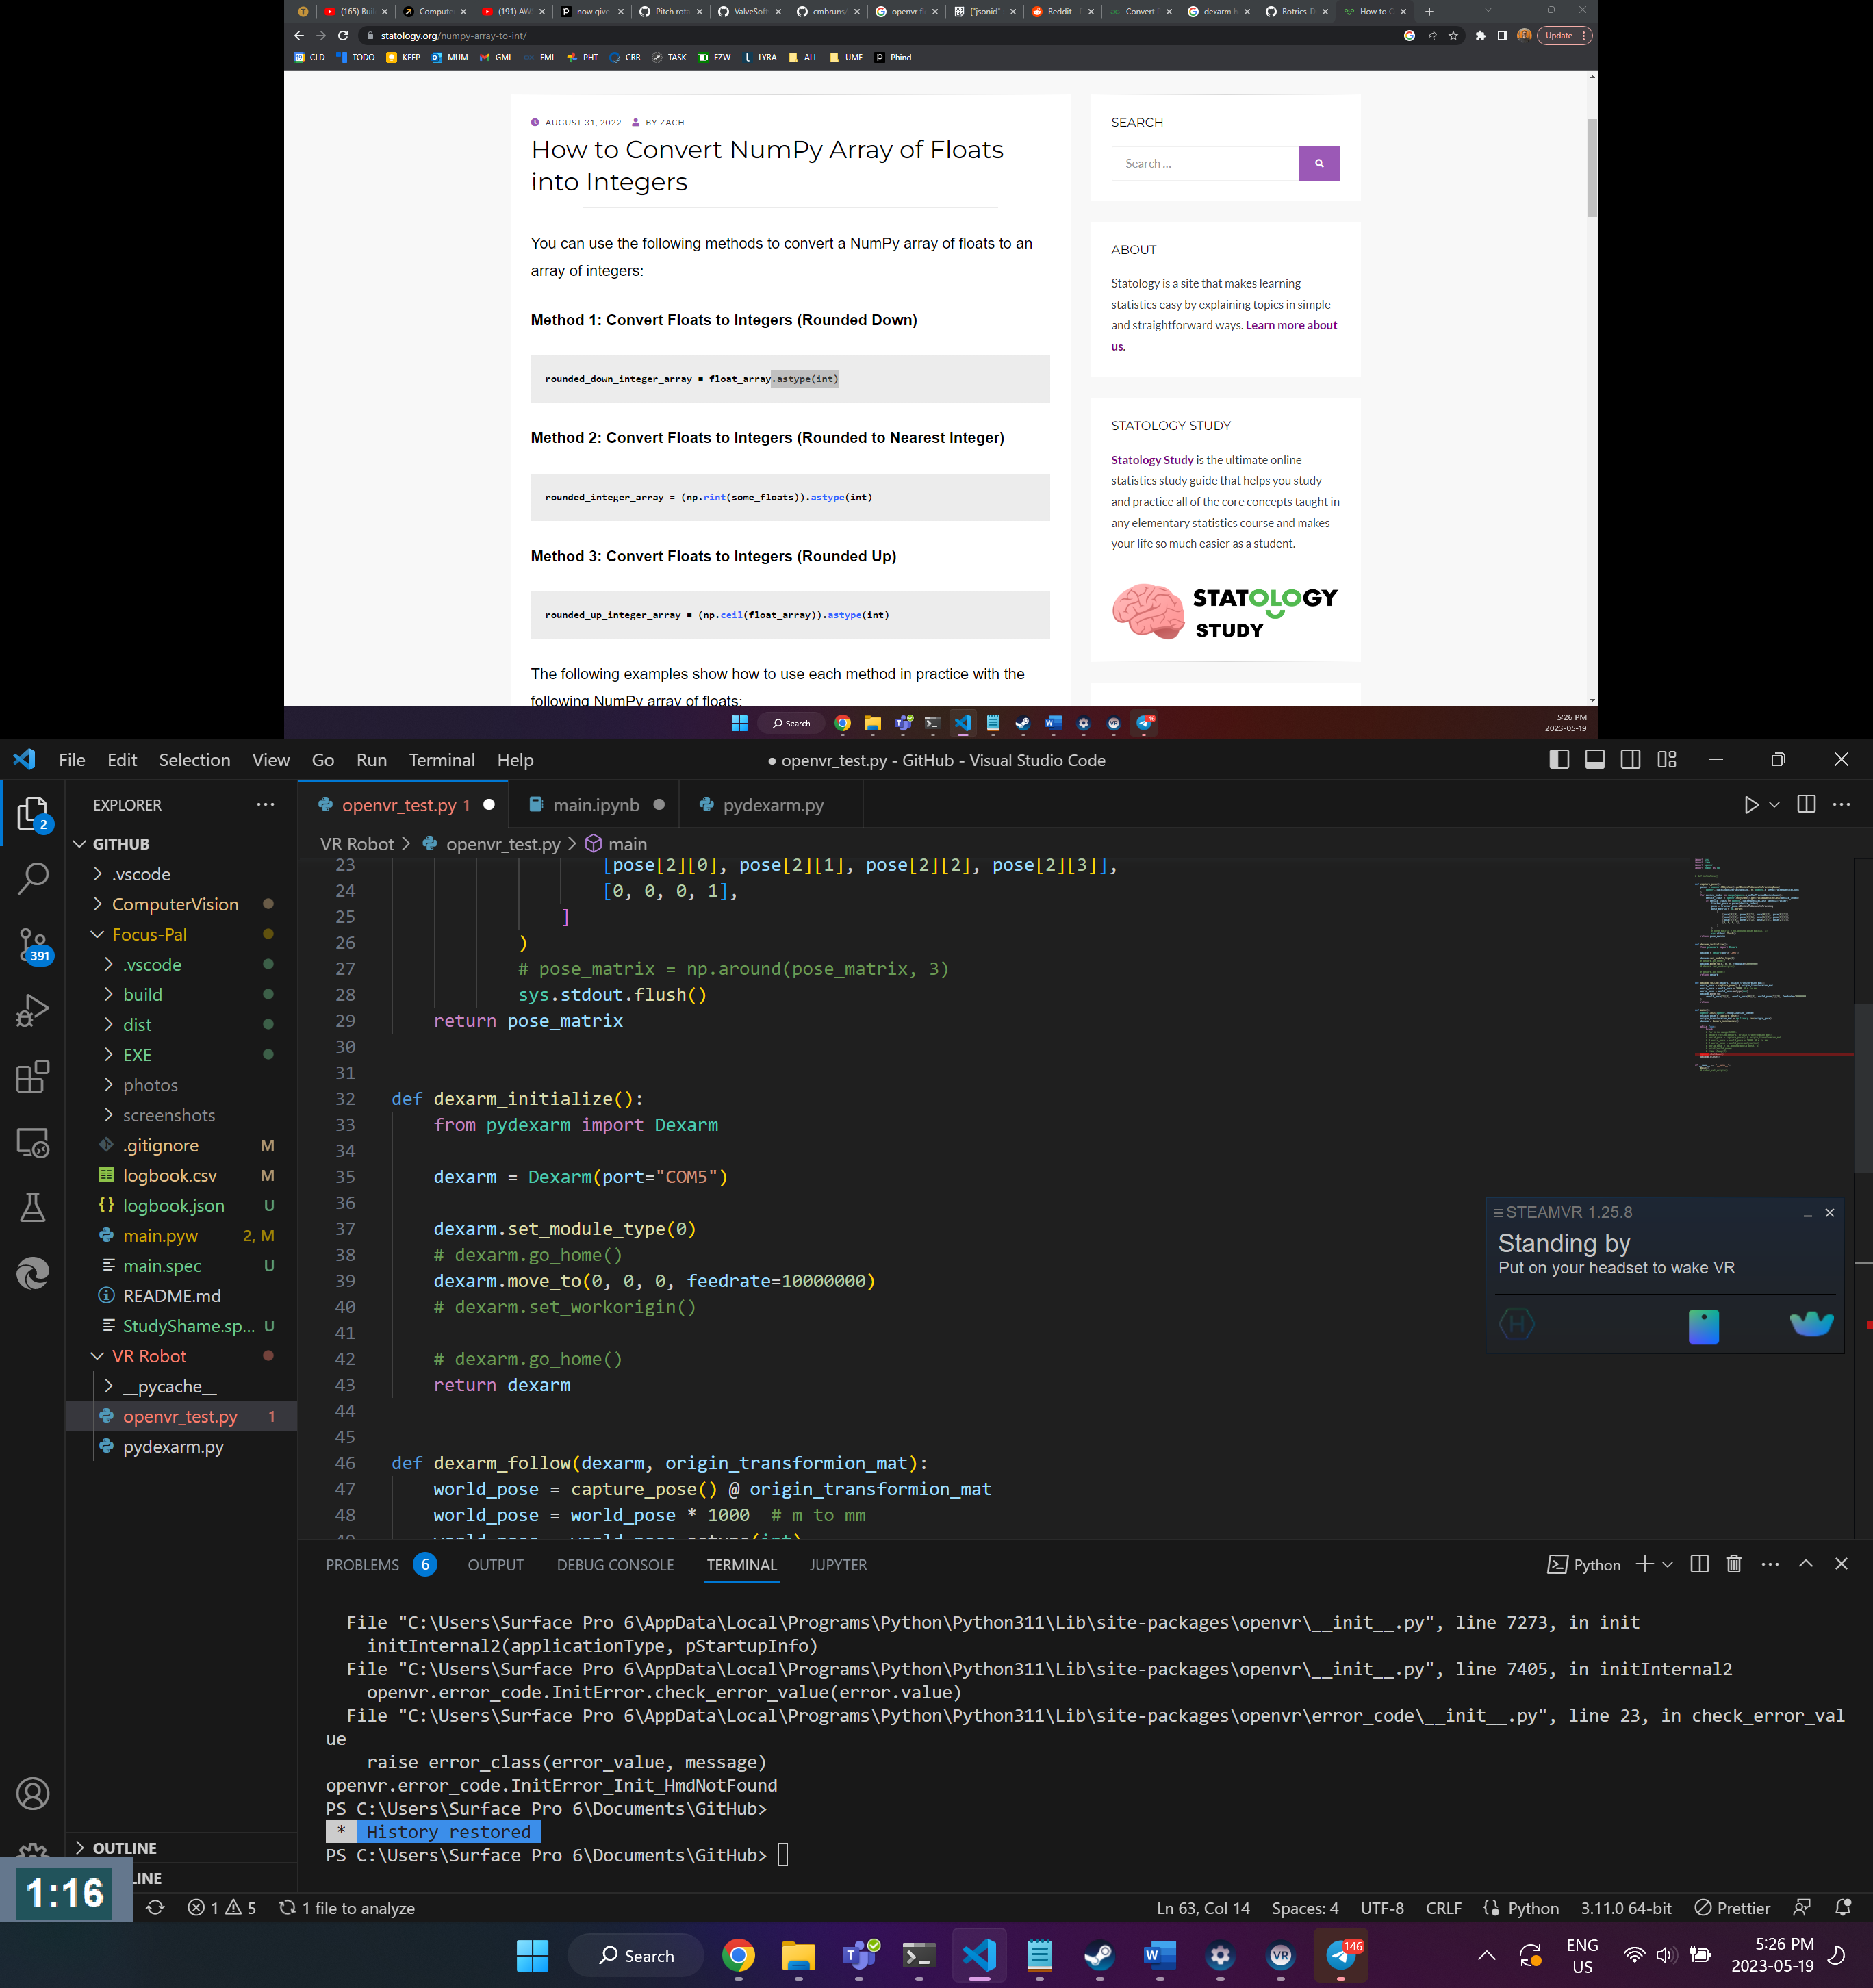 (165) Buil
Compute
(191) AW
now give
Pitch rota
ValveSoft
cmbruns/
openvr fl
{"jsonid"
Reddit -
Convert
dexarm
Rotrics-D
How to C
statology.org/numpy-array-to-int/
Update
CLD TODO KEEP MUM GML EML PHT CRR TASK EZW LYRA ALL UME Phind
AUGUST 31, 2022 BY ZACH
How to Convert NumPy Array of Floats
into Integers
You can use the following methods to convert a NumPy array of floats to an
array of integers:
Method 1: Convert Floats to Integers (Rounded Down)
rounded_down_integer_array = float_array.astype(int)
Method 2: Convert Floats to Integers (Rounded to Nearest Integer)
rounded_integer_array = (np.rint(some_floats)).astype(int)
Method 3: Convert Floats to Integers (Rounded Up)
rounded_up_integer_array = (np.ceil(float_array)).astype(int)
The following examples show how to use each method in practice with the
following NumPy array of floats:
SEARCH
Search ...
ABOUT
Statology is a site that makes learning
statistics easy by explaining topics in simple
and straightforward ways. Learn more about
us.
STATOLOGY STUDY
Statology Study is the ultimate online
statistics study guide that helps you study
and practice all of the core concepts taught in
any elementary statistics course and makes
your life so much easier as a student.
STATOLOGY
STUDY
Search
146
5:26 PM
2023-05-19
File Edit Selection View Go Run Terminal Help
● openvr_test.py - GitHub - Visual Studio Code
EXPLORER
2
391
GITHUB
.vscode
ComputerVision
Focus-Pal
.vscode
build
dist
EXE
photos
screenshots
.gitignore M
logbook.csv M
logbook.json U
main.pyw 2, M
main.spec U
README.md
StudyShame.sp... U
VR Robot
__pycache__
openvr_test.py 1
pydexarm.py
OUTLINE
LINE
openvr_test.py 1
main.ipynb
pydexarm.py
VR Robot > openvr_test.py > main
23 [pose[2][0], pose[2][1], pose[2][2], pose[2][3]],
24 [0, 0, 0, 1],
25 ]
26 )
27 # pose_matrix = np.around(pose_matrix, 3)
28 sys.stdout.flush()
29 return pose_matrix
30
31
32 def dexarm_initialize():
33 from pydexarm import Dexarm
34
35 dexarm = Dexarm(port="COM5")
36
37 dexarm.set_module_type(0)
38 # dexarm.go_home()
39 dexarm.move_to(0, 0, 0, feedrate=10000000)
40 # dexarm.set_workorigin()
41
42 # dexarm.go_home()
43 return dexarm
44
45
46 def dexarm_follow(dexarm, origin_transformion_mat):
47 world_pose = capture_pose() @ origin_transformion_mat
48 world_pose = world_pose * 1000 # m to mm
49 world_pose = world_pose.astype(int)
STEAMVR 1.25.8
Standing by
Put on your headset to wake VR
PROBLEMS 6 OUTPUT DEBUG CONSOLE TERMINAL JUPYTER
Python
File "C:\Users\Surface Pro 6\AppData\Local\Programs\Python\Python311\Lib\site-packages\openvr\__init__.py", line 7273, in init
initInternal2(applicationType, pStartupInfo)
File "C:\Users\Surface Pro 6\AppData\Local\Programs\Python\Python311\Lib\site-packages\openvr\__init__.py", line 7405, in initInternal2
openvr.error_code.InitError.check_error_value(error.value)
File "C:\Users\Surface Pro 6\AppData\Local\Programs\Python\Python311\Lib\site-packages\openvr\error_code\__init__.py", line 23, in check_error_val
ue
raise error_class(error_value, message)
openvr.error_code.InitError_Init_HmdNotFound
PS C:\Users\Surface Pro 6\Documents\GitHub>
* History restored
PS C:\Users\Surface Pro 6\Documents\GitHub>
1:16
1 5 1 file to analyze
Ln 63, Col 14 Spaces: 4 UTF-8 CRLF Python 3.11.0 64-bit Prettier
Search
146
ENG
US
5:26 PM
2023-05-19